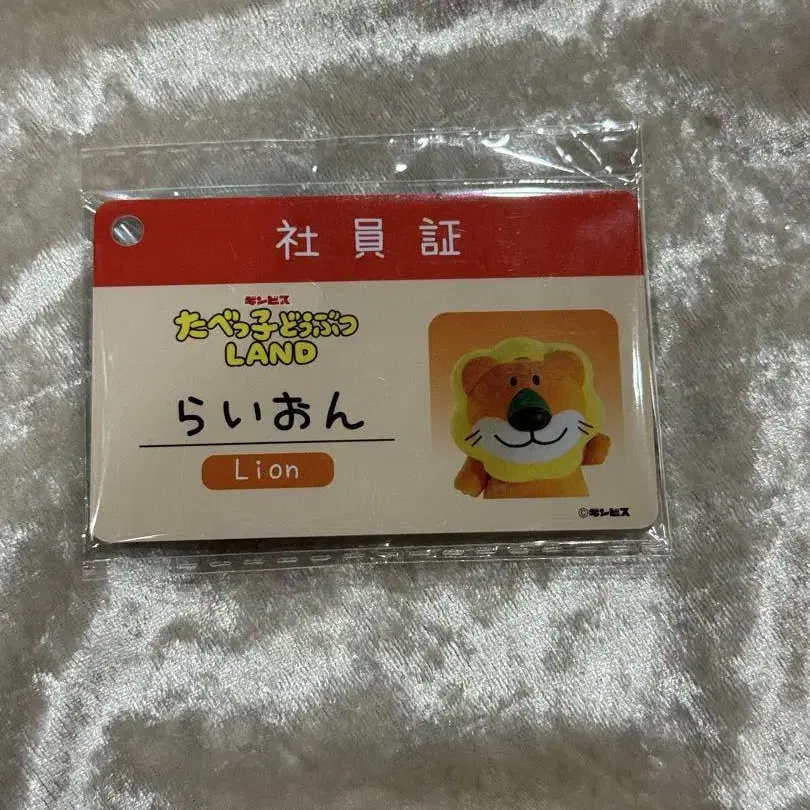 社員証
ギンビス
たべっ子どうぶつ
LAND
らいおん
Lion
©ギンビス